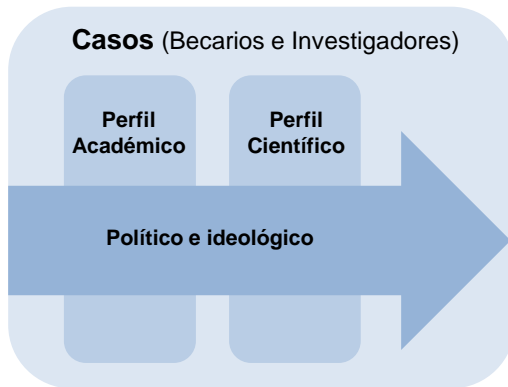 Casos (Becarios e Investigadores)
Perfil
Académico
Perfil
Científico
Político e ideológico